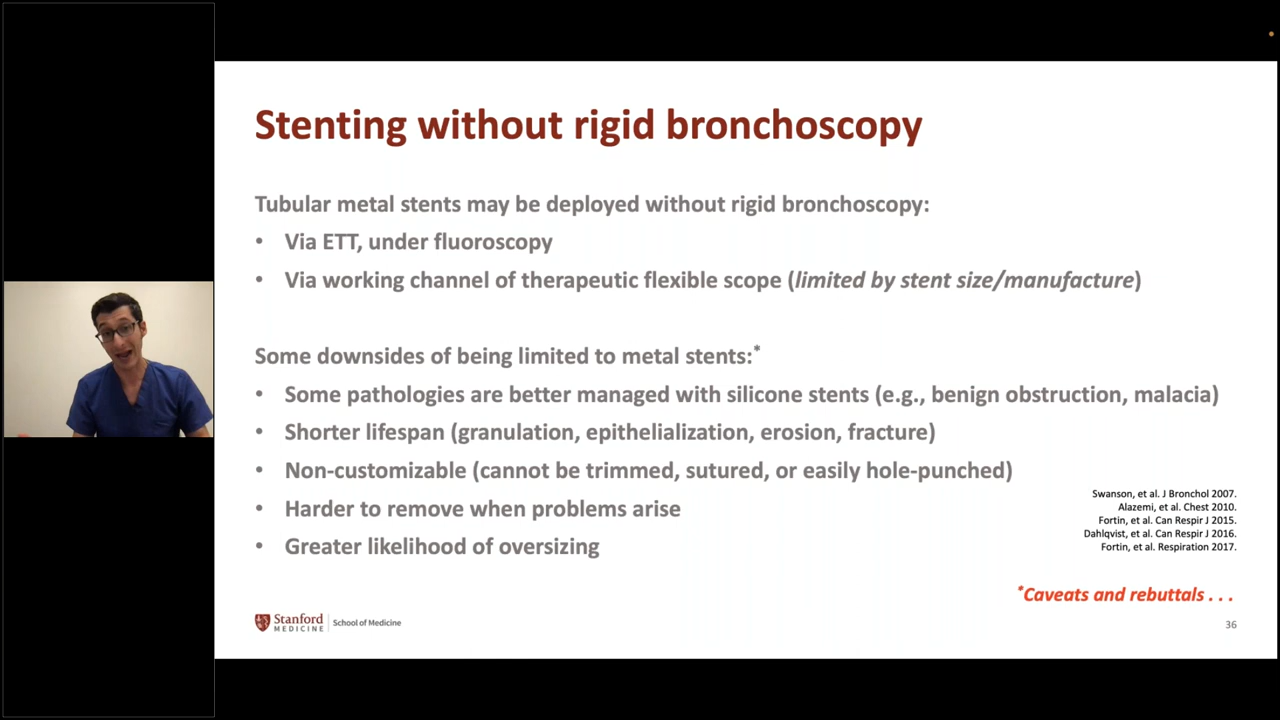 Stenting without rigid bronchoscopy
Tubular metal stents may be deployed without rigid bronchoscopy:
• Via ETT, under fluoroscopy
• Via working channel of therapeutic flexible scope (limited by stent size/manufacture)
Some downsides of being limited to metal stents:*
• Some pathologies are better managed with silicone stents (e.g., benign obstruction, malacia)
• Shorter lifespan (granulation, epithelialization, erosion, fracture)
• Non-customizable (cannot be trimmed, sutured, or easily hole-punched)
• Harder to remove when problems arise
• Greater likelihood of oversizing
Swanson, et al. J Bronchol 2007.
Alazemi, et al. Chest 2010.
Fortin, et al. Can Respir J 2015.
Dahlqvist, et al. Can Respir J 2016.
Fortin, et al. Respiration 2017.
*Caveats and rebuttals . . .
Stanford
MEDICINE
School of Medicine
36